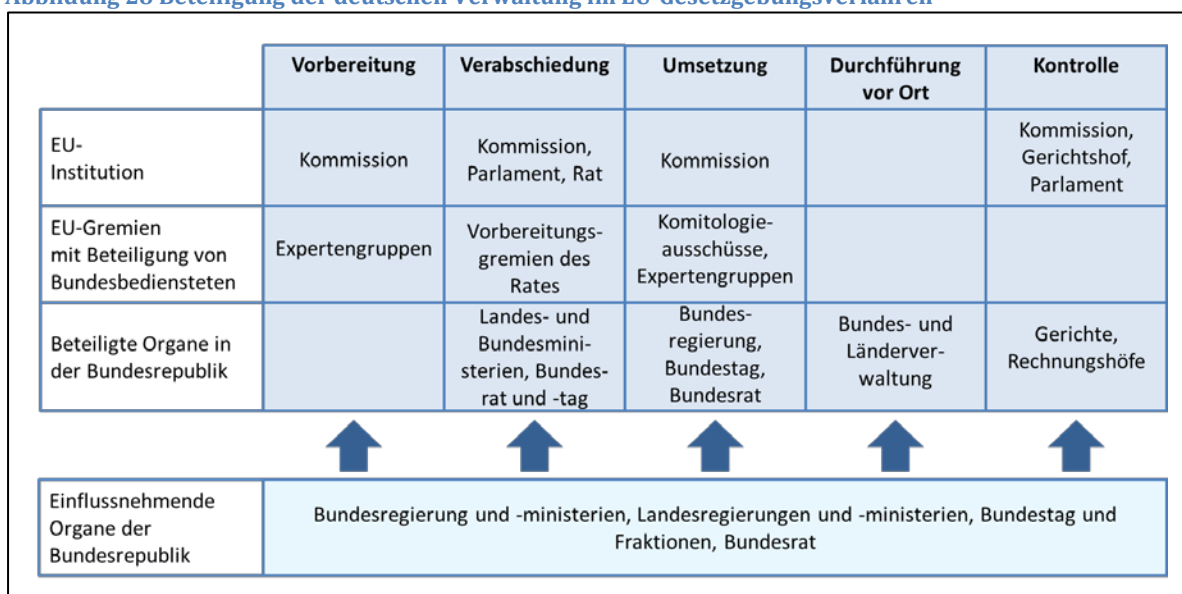 Abbildung Beteiligung der deutschen Verwaltung im EU-Gesetzgebungsverfahren
Vorbereitung
Verabschiedung
Umsetzung
Durchführung
vor Ort
Kontrolle
EU-
Institution
Kommission
Kommission,
Parlament, Rat
Kommission
Kommission,
Gerichtshof,
Parlament
EU-Gremien
mit Beteiligung von
Bundesbediensteten
Expertengruppen
Vorbereitungs-
gremien des
Rates
Komitologie-
ausschüsse,
Expertengruppen
Beteiligte Organe in
der Bundesrepublik
Landes- und
Bundesmini-
sterien, Bundes-
rat und -tag
Bundes-
regierung,
Bundestag,
Bundesrat
Bundes- und
Länderver-
waltung
Gerichte,
Rechnungshöfe
Einflussnehmende
Organe der
Bundesrepublik
Bundesregierung und -ministerien, Landesregierungen und -ministerien, Bundestag und
Fraktionen, Bundesrat